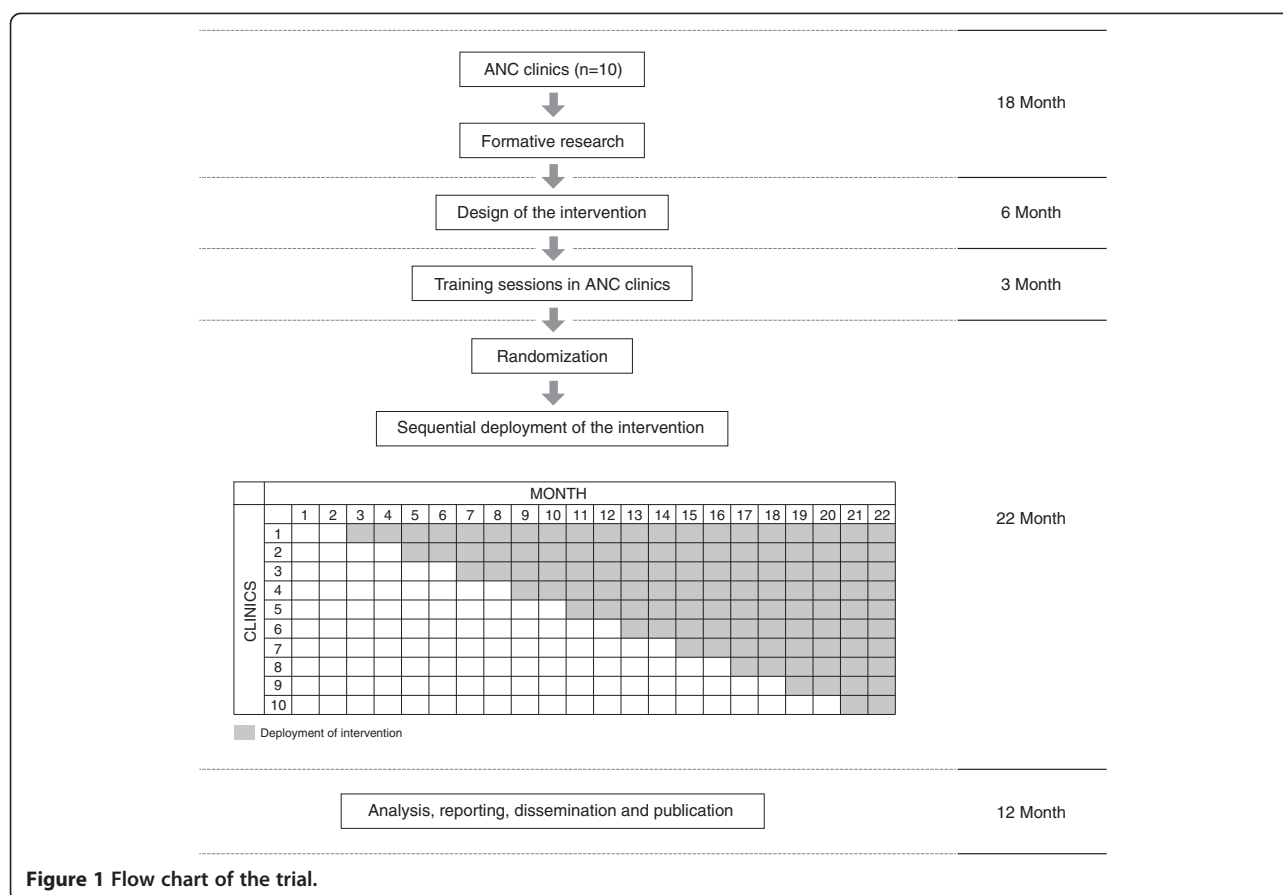 ANC clinics (n=10)
18 Month
Formative research
Design of the intervention
6 Month
Training sessions in ANC clinics
3 Month
Randomization
Sequential deployment of the intervention
22 Month
MONTH
1 2 3 4 5 6 7 8 9 10 11 12 13 14 15 16 17 18 19 20 21 22
CLINICS
1
2
3
4
5
6
7
8
9
10
Deployment of intervention
Analysis, reporting, dissemination and publication
12 Month
Figure 1 Flow chart of the trial.